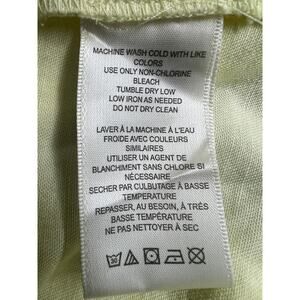 MACHINE WASH COLD WITH LIKE
COLORS
USE ONLY NON-CHLORINE
BLEACH
TUMBLE DRY LOW
LOW IRON AS NEEDED
DO NOT DRY CLEAN
LAVER À LA MACHINE À L'EAU
FROIDE AVEC COULEURS
SIMILAIRES
UTILISER UN AGENT DE
BLANCHIMENT SANS CHLORE SI
NÉCESSAIRE
SECHER PAR CULBUTAGE À BASSE
TEMPÉRATURE
REPASSER, AU BESOIN, À TRÈS
BASSE TEMPÉRATURE
NE PAS NETTOYER À SEC
30